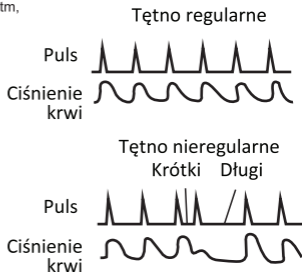 tm,
Tętno regularne
Puls
Ciśnienie
krwi
Tętno nieregularne
Krótki Długi
Puls
Ciśnienie
krwi